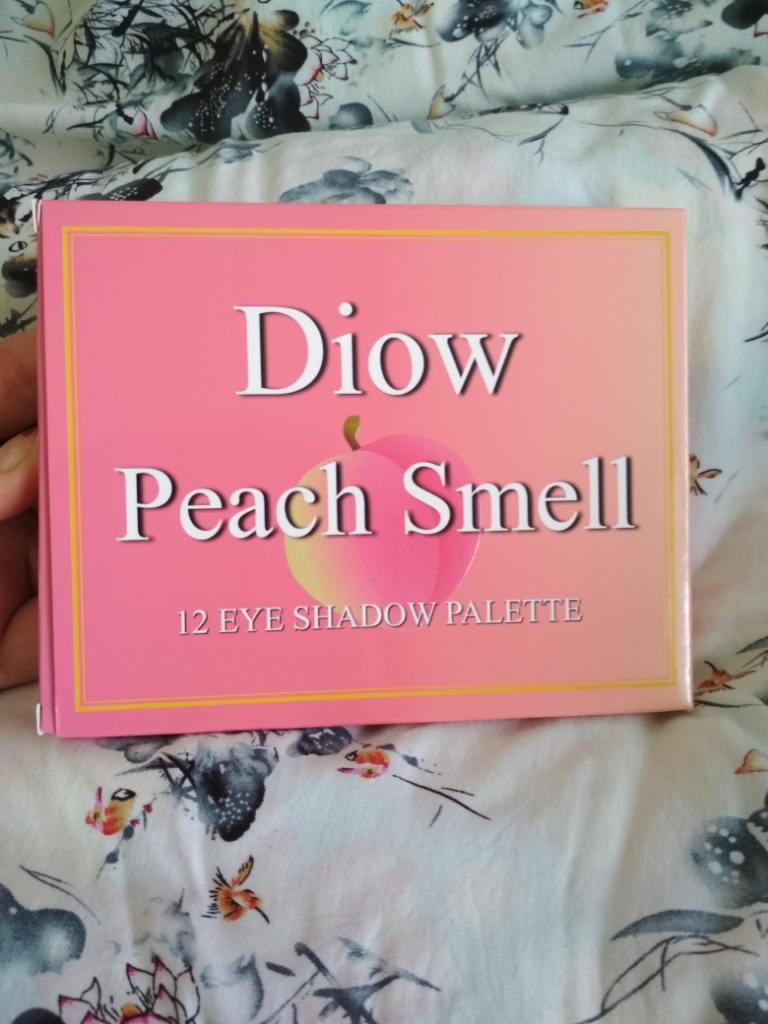 Diow
Peach Smell
12 EYE SHADOW PALETTE